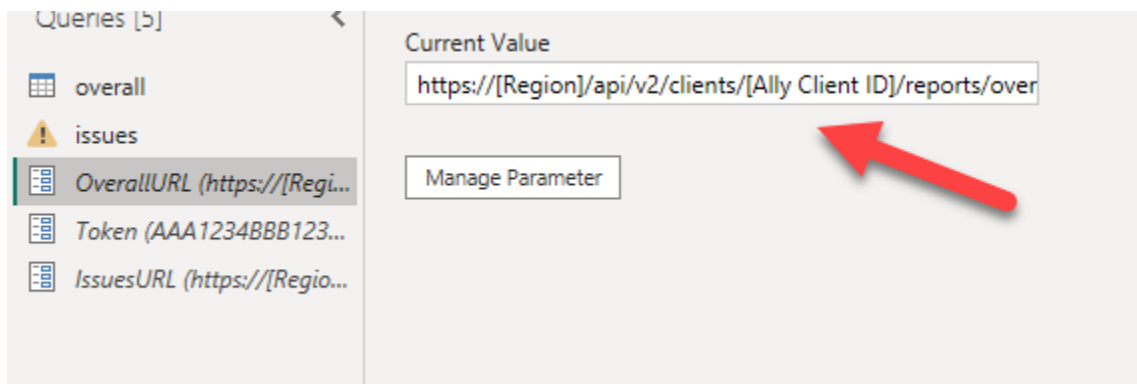 Queries [5]
overall
issues
OverallURL (https://[Regi...
Token (AAA1234BBB123...
IssuesURL (https://[Regio...
Current Value
https://[Region]/api/v2/clients/[Ally Client ID]/reports/over
Manage Parameter